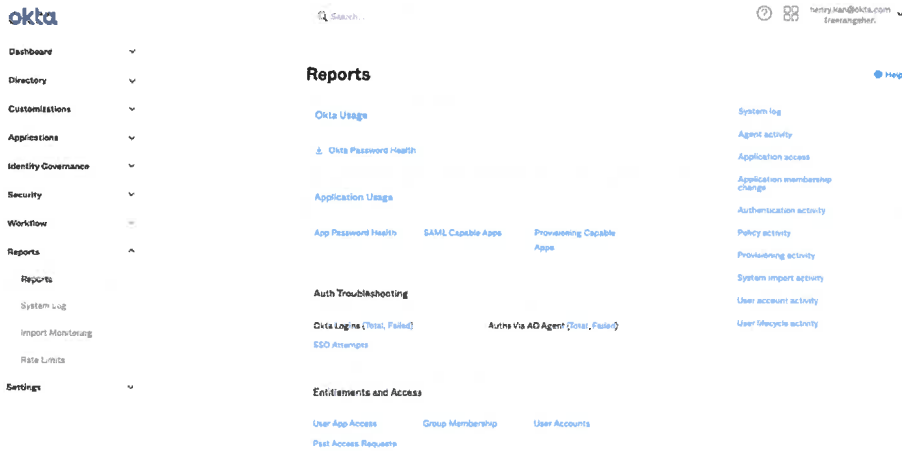 okta
Search...
henry.kan@okta.com
Dashboard
Directory
Customizations
Applications
Identity Governance
Security
Workflow
Reports
Reports
System Log
Import Monitoring
Rate Limits
Settings
Reports
Help
Okta Usage
Okta Password Health
Application Usage
App Password Health
SAML Capable Apps
Provisioning Capable
Apps
Auth Troubleshooting
Okta Logins (Total, Failed)
Auths Via AD Agent (Total, Failed)
SSO Attempts
Entitlements and Access
User App Access
Group Membership
User Accounts
Past Access Requests
System log
Agent activity
Application access
Application membership
change
Authentication activity
Policy activity
Provisioning activity
System import activity
User account activity
User lifecycle activity